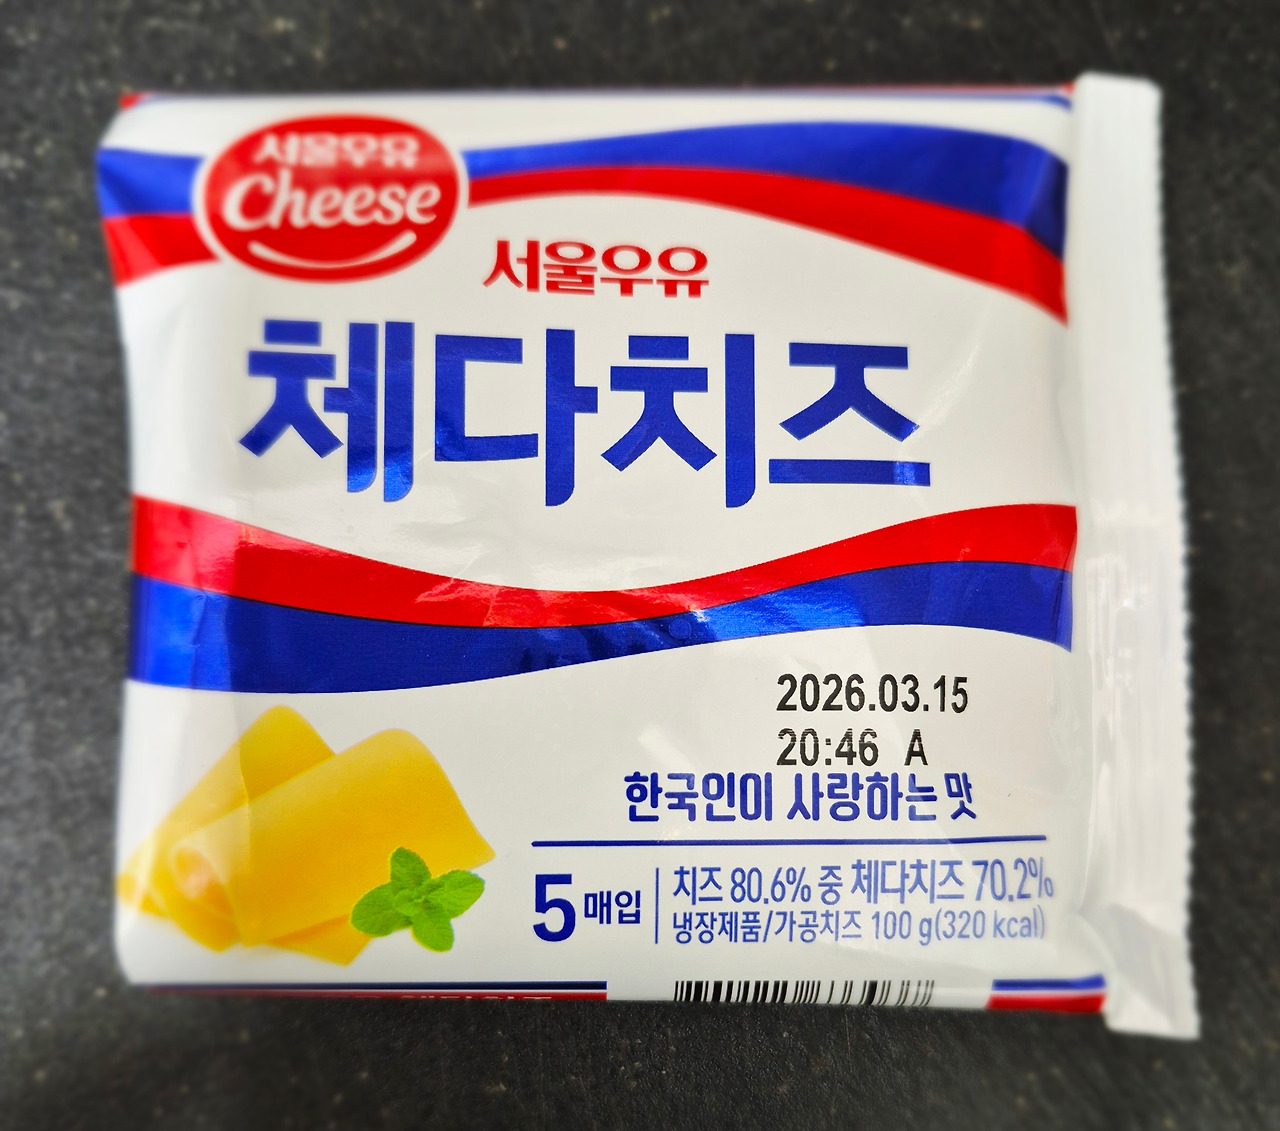 서울우유
Cheese
서울우유
체다치즈
2026.03.15
20:46 A
한국인이 사랑하는 맛
5매입
치즈 80.6% 중 체다치즈 70.2%
냉장제품/가공치즈 100 g(320 kcal)